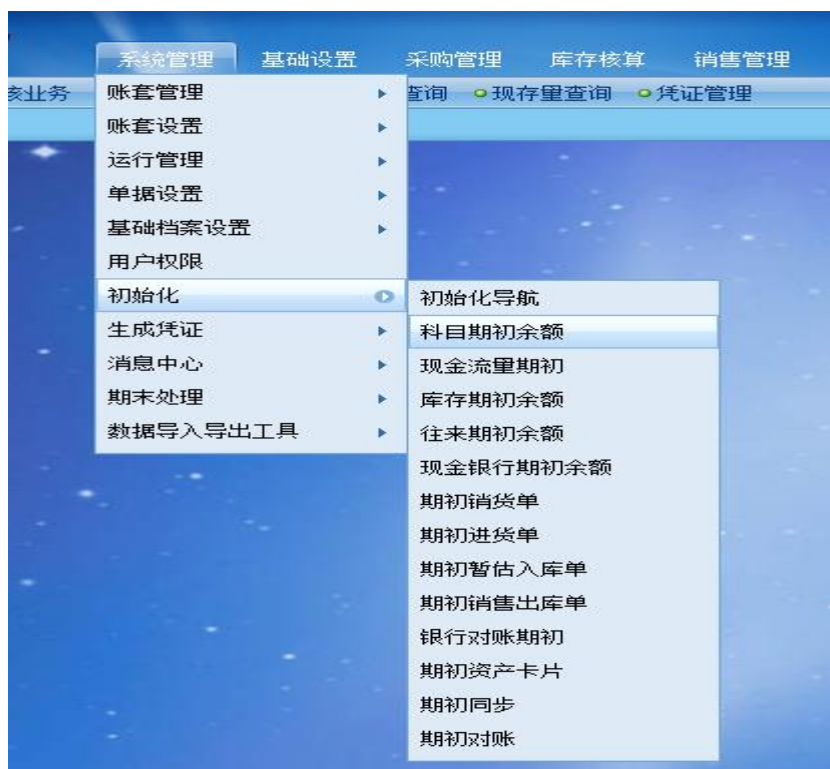 系统管理 基础设置 采购管理 库存核算 销售管理
业务 查询 现存量查询 凭证管理
账套管理
账套设置
运行管理
单据设置
基础档案设置
用户权限
初始化
生成凭证
消息中心
期末处理
数据导入导出工具
初始化导航
科目期初余额
现金流量期初
库存期初余额
往来期初余额
现金银行期初余额
期初销货单
期初进货单
期初暂估入库单
期初销售出库单
银行对账期初
期初资产卡片
期初同步
期初对账